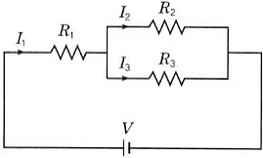 I₂ R₂
I₁ R₁
I₃ R₃
V